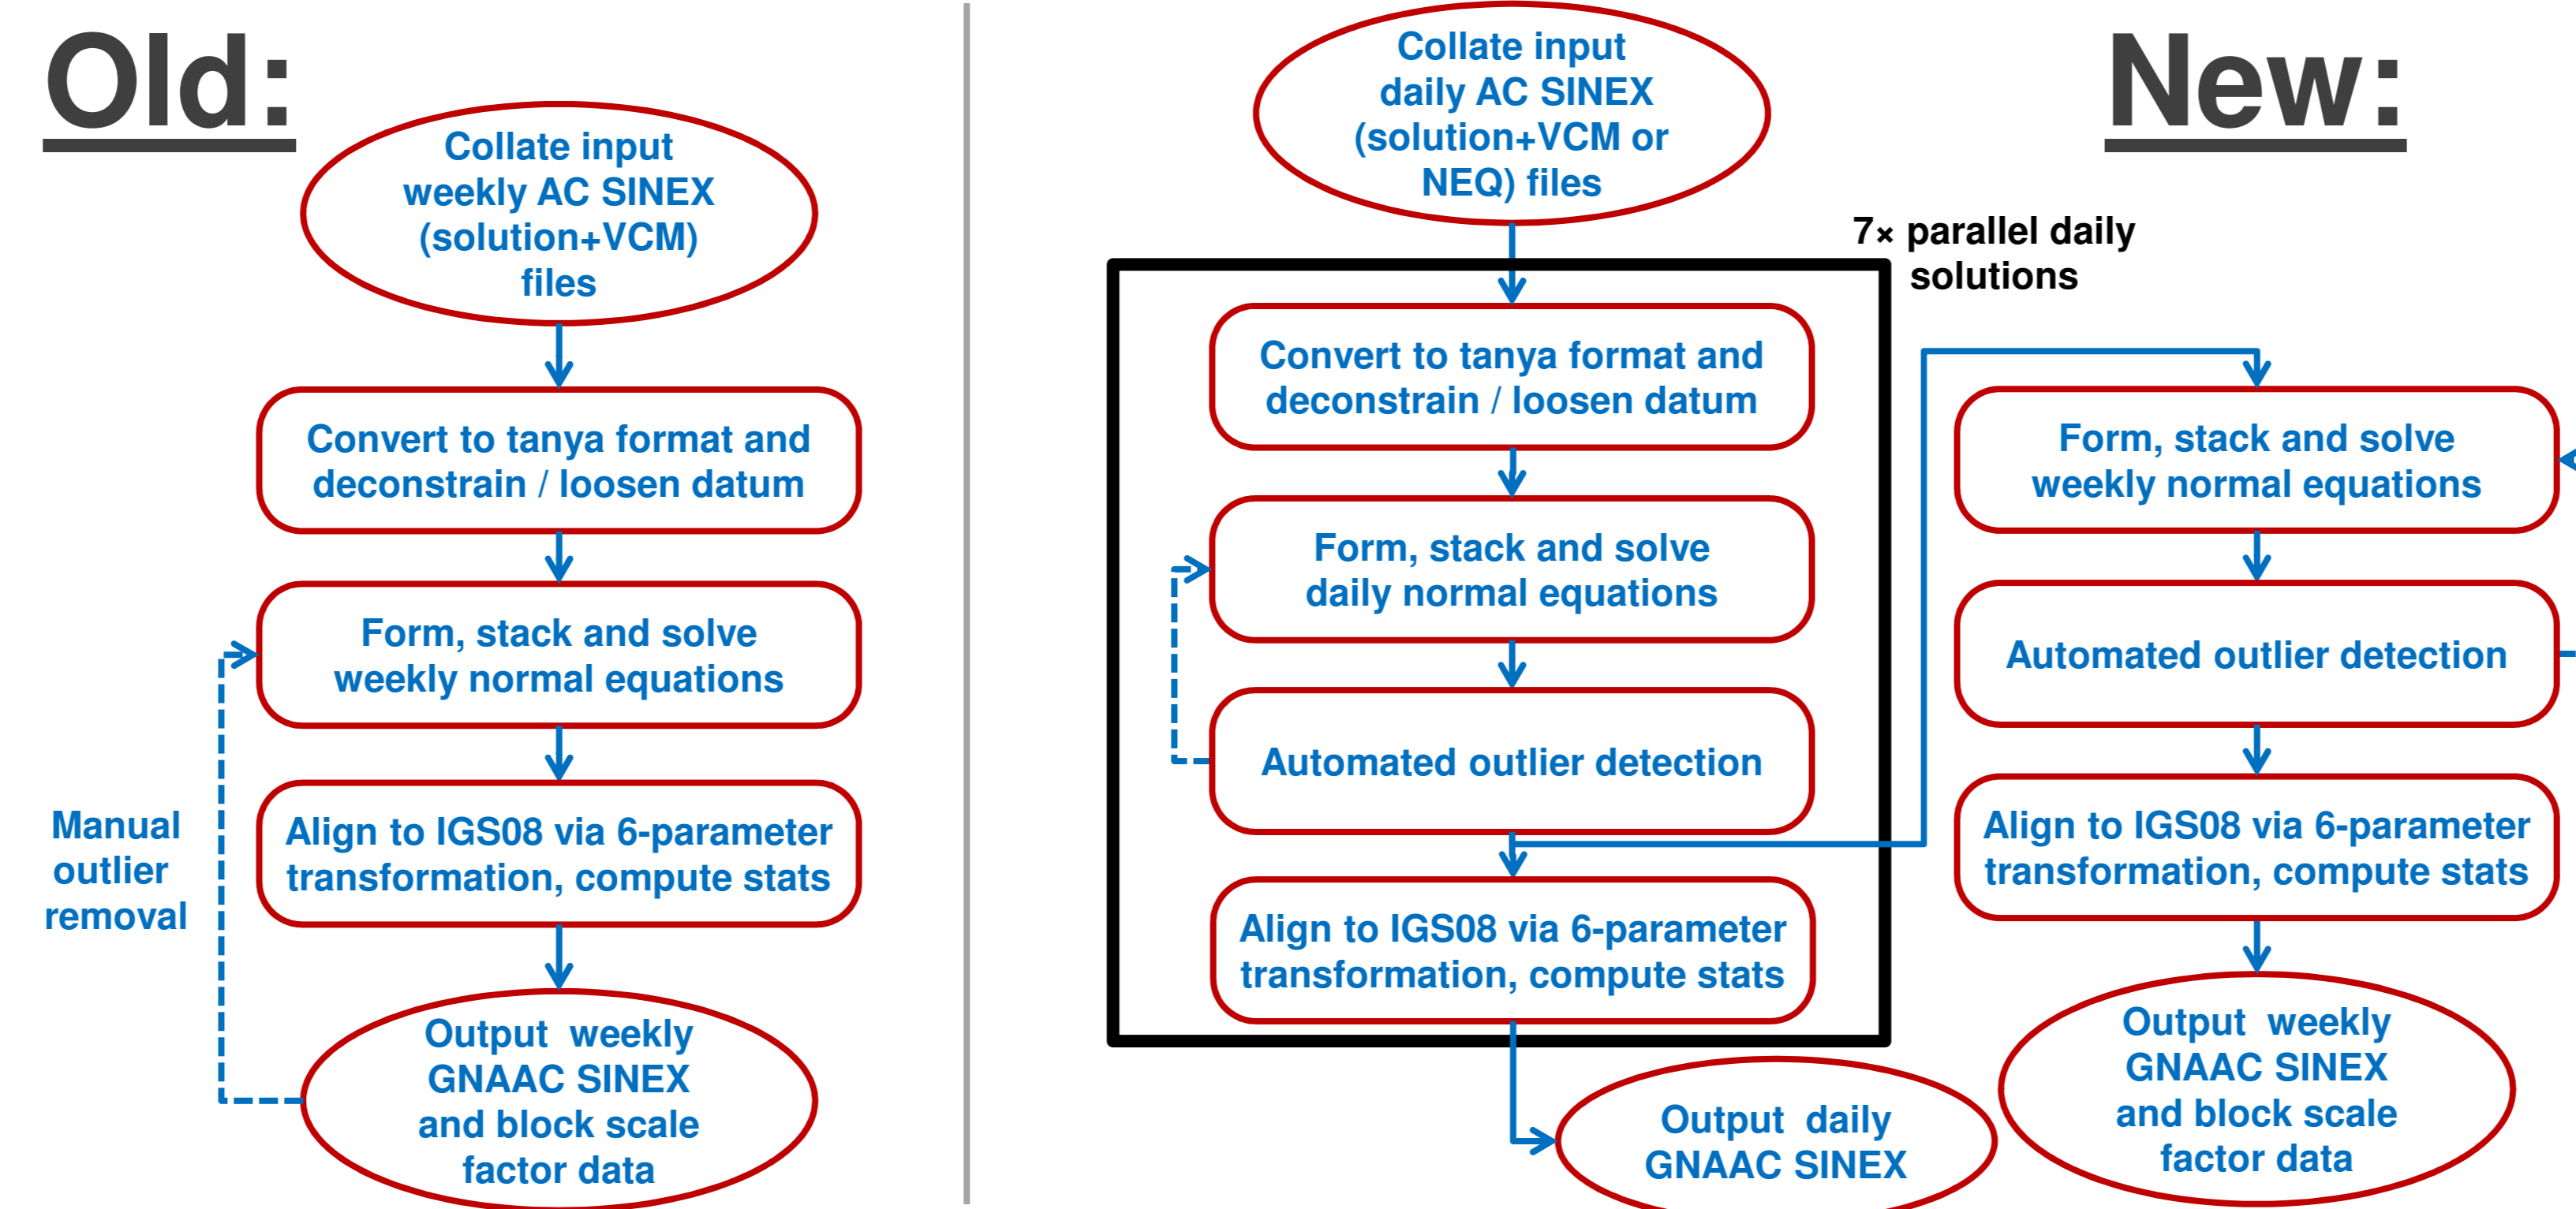 Old:
Collate input
weekly AC SINEX
(solution+VCM)
files
Convert to tanya format and
deconstrain / loosen datum
Form, stack and solve
weekly normal equations
Align to IGS08 via 6-parameter
transformation, compute stats
Manual
outlier
removal
Output weekly
GNAAC SINEX
and block scale
factor data
New:
Collate input
daily AC SINEX
(solution+VCM or
NEQ) files
7× parallel daily
solutions
Convert to tanya format and
deconstrain / loosen datum
Form, stack and solve
daily normal equations
Automated outlier detection
Align to IGS08 via 6-parameter
transformation, compute stats
Output daily
GNAAC SINEX
Form, stack and solve
weekly normal equations
Automated outlier detection
Align to IGS08 via 6-parameter
transformation, compute stats
Output weekly
GNAAC SINEX
and block scale
factor data